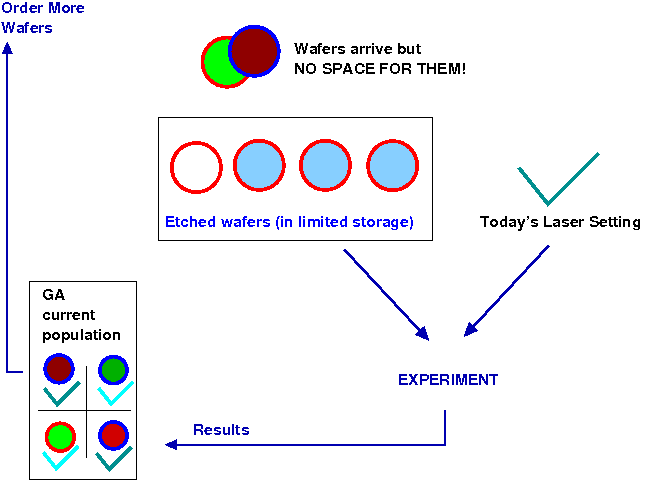 Order More
Wafers
Wafers arrive but
NO SPACE FOR THEM!
Etched wafers (in limited storage)
Today's Laser Setting
GA
current
population
EXPERIMENT
Results